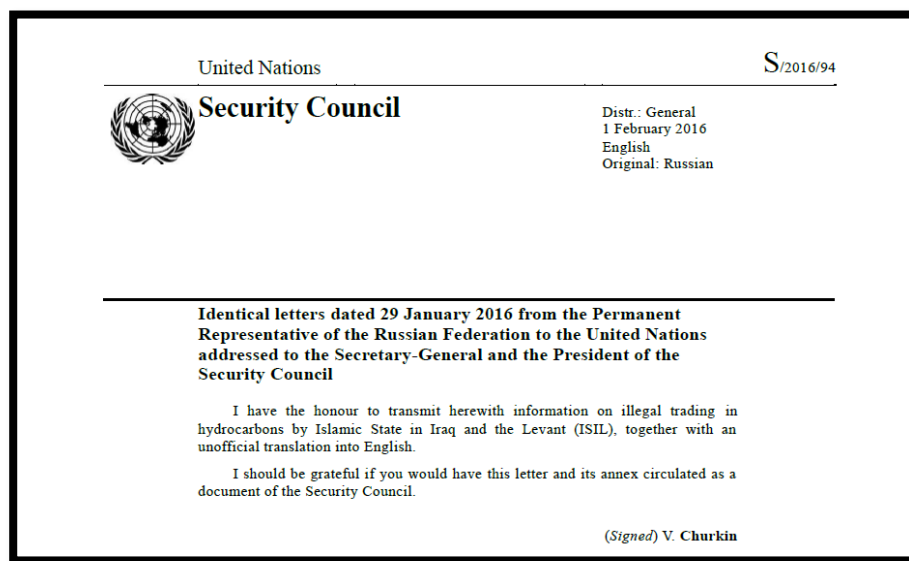 United Nations
S/2016/94
Security Council
Distr.: General
1 February 2016
English
Original: Russian
Identical letters dated 29 January 2016 from the Permanent
Representative of the Russian Federation to the United Nations
addressed to the Secretary-General and the President of the
Security Council
I have the honour to transmit herewith information on illegal trading in
hydrocarbons by Islamic State in Iraq and the Levant (ISIL), together with an
unofficial translation into English.
I should be grateful if you would have this letter and its annex circulated as a
document of the Security Council.
(Signed) V. Churkin